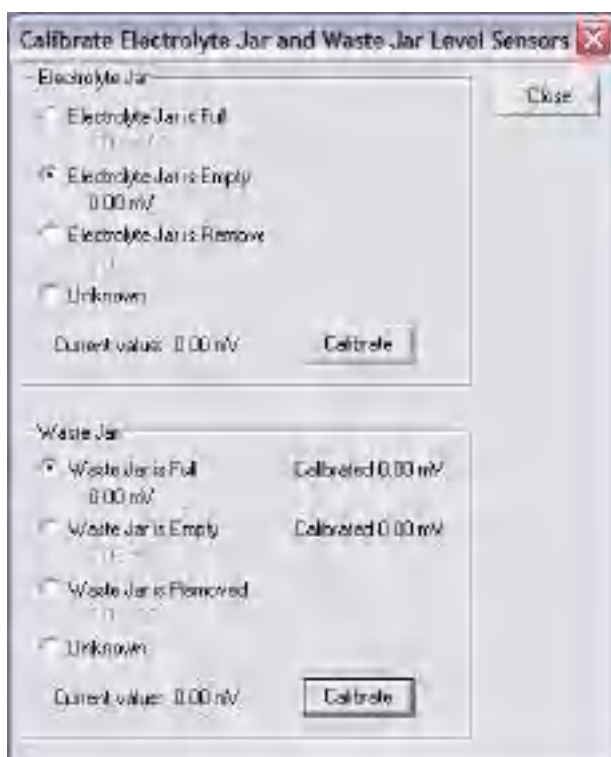 Calibrate Electrolyte Jar and Waste Jar Level Sensors
Electrolyte Jar
Close
Electrolyte Jar is Full
Electrolyte Jar is Empty
0.00 mV
Electrolyte Jar is Remove
Unknown
Current value: 0.00 mV
Calibrate
Waste Jar
Waste Jar is Full
Calibrated 0.00 mV
0.00 mV
Waste Jar is Empty
Calibrated 0.00 mV
Waste Jar is Removed
Unknown
Current value: 0.00 mV
Calibrate